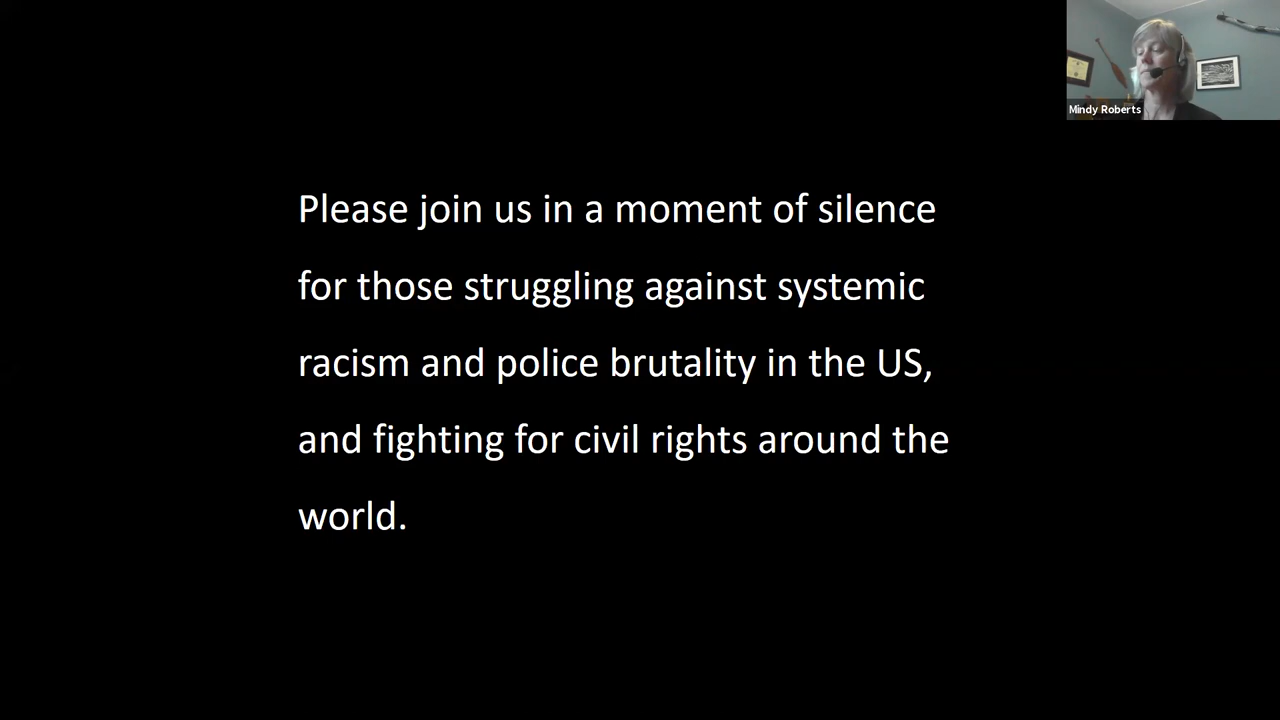 Mindy Roberts
Please join us in a moment of silence
for those struggling against systemic
racism and police brutality in the US,
and fighting for civil rights around the
world.